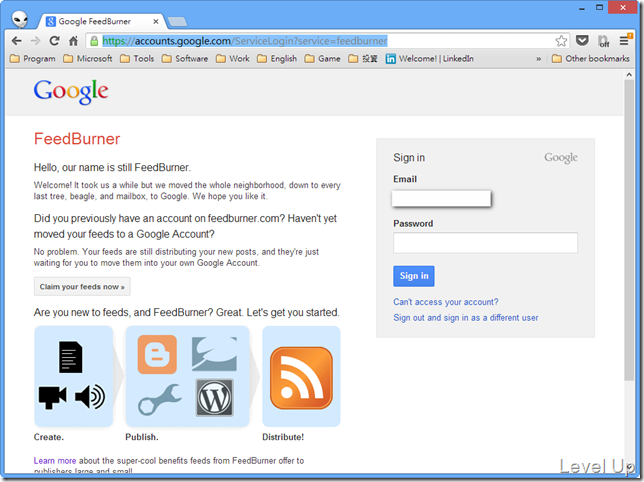 Google FeedBurner
https://accounts.google.com/ServiceLogin?service=feedburner
off
Program Microsoft Tools Software Work English Game 投資 Welcome! | LinkedIn » Other bookmarks
Google
FeedBurner
Hello, our name is still FeedBurner.
Welcome! It took us a while but we moved the whole neighborhood, down to every
last tree, beagle, and mailbox, to Google. We hope you like it.
Did you previously have an account on feedburner.com? Haven't yet
moved your feeds to a Google Account?
No problem. Your feeds are still distributing your new posts, and they're just
waiting for you to move them into your own Google Account.
Claim your feeds now »
Are you new to feeds, and FeedBurner? Great. Let's get you started.
Create. Publish. Distribute!
Learn more about the super-cool benefits feeds from FeedBurner offer to
publishers large and small
Sign in Google
Email
Password
Sign in
Can't access your account?
Sign out and sign in as a different user
Level Up